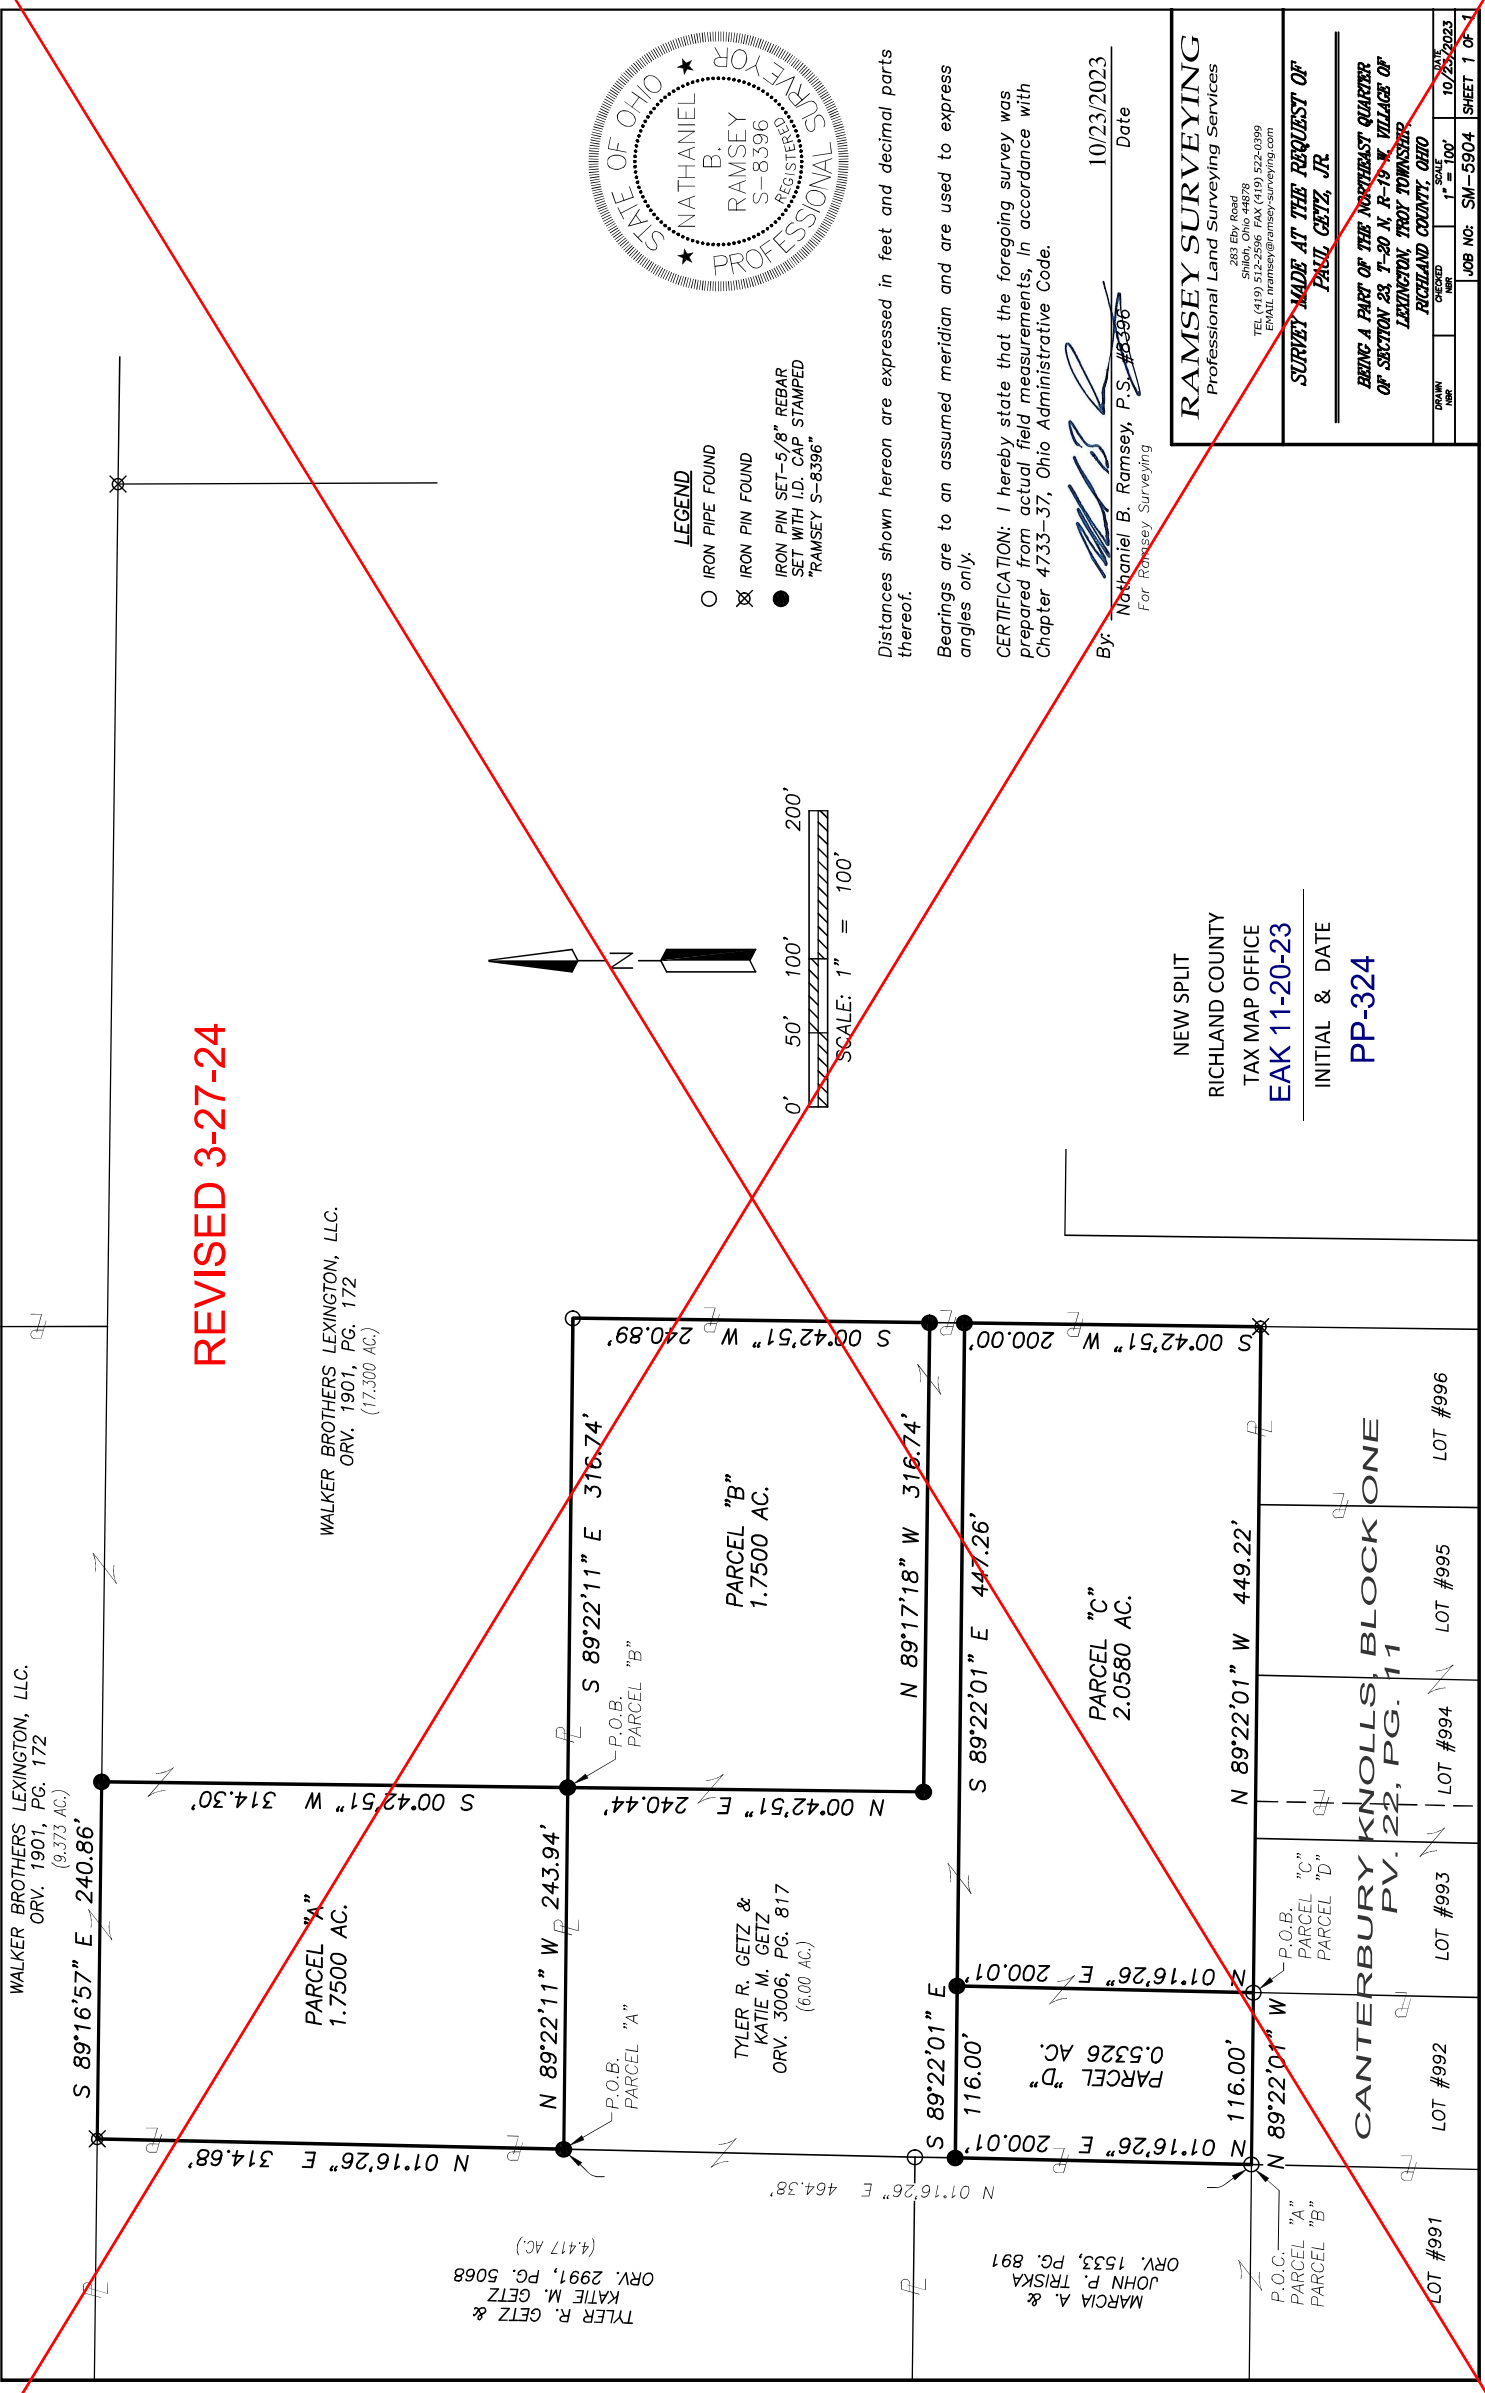 REVISED 3-27-24
WALKER BROTHERS LEXINGTON, LLC.
ORV. 1901, PG. 172
(9.373 AC.)
S 89°16'57" E 240.86'
WALKER BROTHERS LEXINGTON, LLC.
ORV. 1901, PG. 172
(17.300 AC.)
PARCEL "A"
1.7500 AC.
N 01°16'26" E 314.68'
S 00°42'51" W 314.30'
N 89°22'11" W 243.94'
P.O.B.
PARCEL "A"
S 89°22'11" E 316.74'
P.O.B.
PARCEL "B"
PARCEL "B"
1.7500 AC.
S 00°42'51" W 240.89'
N 00°42'51" E 240.44'
N 89°17'18" W 316.74'
TYLER R. GETZ &
KATIE M. GETZ
ORV. 3006, PG. 817
(6.00 AC.)
TYLER R. GETZ &
KATIE M. GETZ
ORV. 2991, PG. 5068
(4.417 AC.)
N 01°16'26" E 464.38'
MARCIA A. &
JOHN P. TRISKA
ORV. 1533, PG. 891
S 89°22'01" E
116.00'
S 89°22'01" E 447.26'
PARCEL "C"
2.0580 AC.
S 00°42'51" W 200.00'
N 01°16'26" E 200.01'
PARCEL "D"
0.5326 AC.
N 01°16'26" E 200.01'
116.00'
N 89°22'01" W
N 89°22'01" W 449.22'
P.O.B.
PARCEL "C"
PARCEL "D"
P.O.C.
PARCEL "A"
PARCEL "B"
CANTERBURY KNOLLS, BLOCK ONE
PV. 22, PG. 11
LOT #991
LOT #992
LOT #993
LOT #994
LOT #995
LOT #996
N
0' 50' 100' 200'
SCALE: 1" = 100'
NEW SPLIT
RICHLAND COUNTY
TAX MAP OFFICE
EAK 11-20-23
INITIAL & DATE
PP-324
STATE OF OHIO
NATHANIEL
B.
RAMSEY
S-8396
REGISTERED
PROFESSIONAL SURVEYOR
LEGEND
IRON PIPE FOUND
IRON PIN FOUND
IRON PIN SET-5/8" REBAR
SET WITH I.D. CAP STAMPED
"RAMSEY S-8396"
Distances shown hereon are expressed in feet and decimal parts
thereof.
Bearings are to an assumed meridian and are used to express
angles only.
CERTIFICATION: I hereby state that the foregoing survey was
prepared from actual field measurements, in accordance with
Chapter 4733-37, Ohio Administrative Code.
By:
10/23/2023
Nathaniel B. Ramsey, P.S. #8396
Date
For Ramsey Surveying
RAMSEY SURVEYING
Professional Land Surveying Services
283 Eby Road
Shiloh, Ohio 44878
TEL (419) 512-2596 FAX (419) 522-0399
EMAIL nramsey@ramsey-surveying.com
SURVEY MADE AT THE REQUEST OF
PAUL GETZ, JR.
BEING A PART OF THE NORTHEAST QUARTER
OF SECTION 23, T-20 N, R-19 W, VILLAGE OF
LEXINGTON, TROY TOWNSHIP,
RICHLAND COUNTY, OHIO
DRAWN
NBR
CHECKED
NBR
SCALE
1" = 100'
DATE
10/23/2023
JOB NO: SM-5904
SHEET 1 OF 1